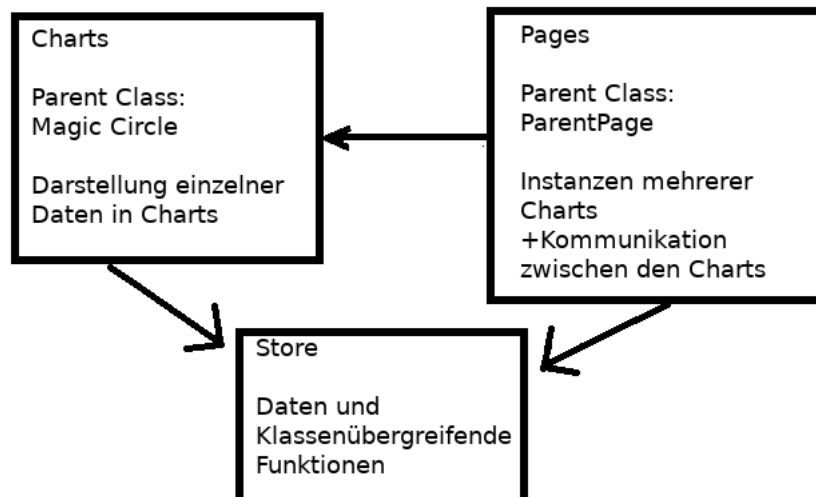 Charts
Parent Class:
Magic Circle
Darstellung einzelner
Daten in Charts
Pages
Parent Class:
ParentPage
Instanzen mehrerer
Charts
+Kommunikation
zwischen den Charts
Store
Daten und
Klassenübergreifende
Funktionen